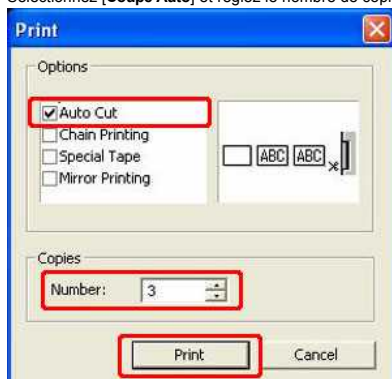 Sélectionnez [Coupe Auto] et réglez le nombre de copi
Print
Options
Auto Cut
Chain Printing
Special Tape
Mirror Printing
ABC ABC
Copies
Number: 3
Print Cancel